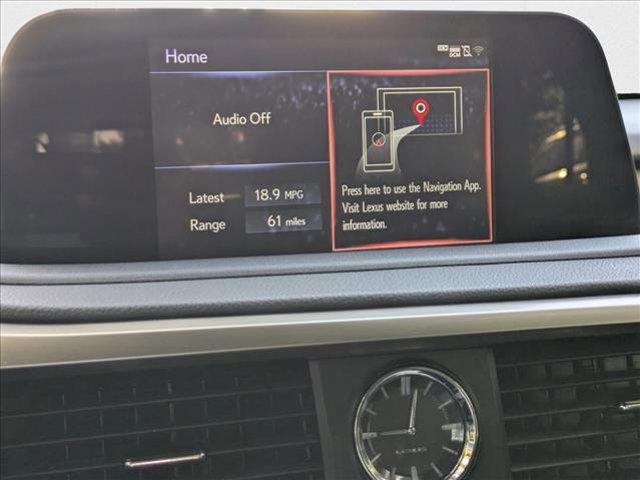 Home
DCM
Audio Off
Latest 18.9 MPG
Range 61 miles
Press here to use the Navigation App.
Visit Lexus website for more
information.
LEXUS